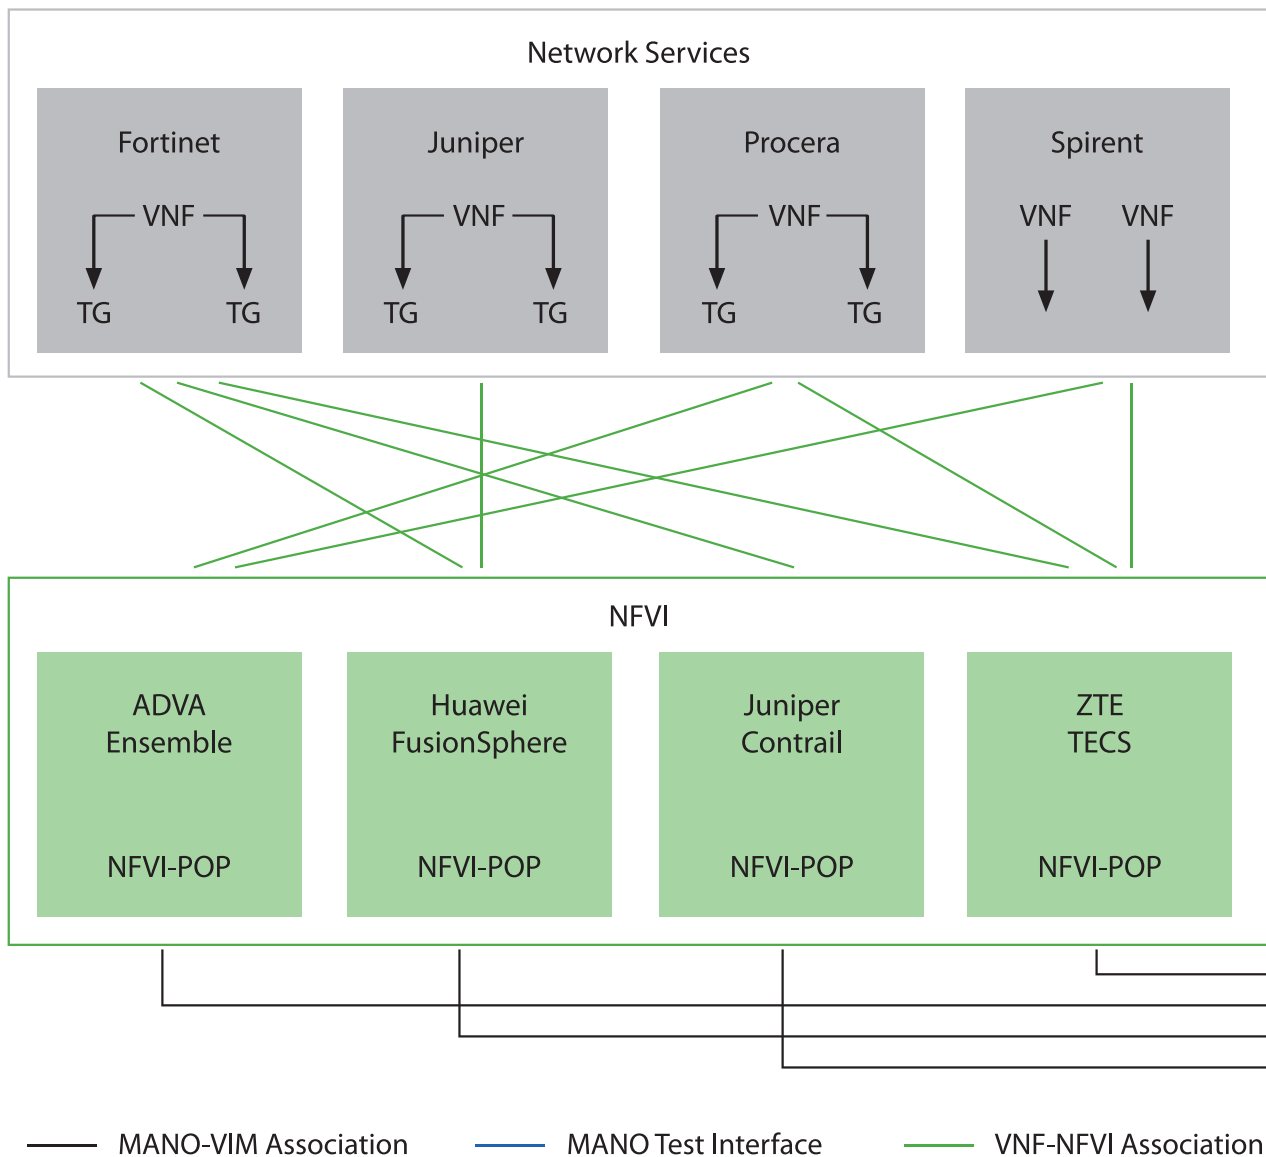 Network Services
Fortinet
Juniper
Procera
Spirent
VNF
VNF
VNF
VNF
VNF
TG
TG
TG
TG
TG
TG
NFVI
ADVA
Ensemble
Huawei
FusionSphere
Juniper
Contrail
ZTE
TECS
NFVI-POP
NFVI-POP
NFVI-POP
NFVI-POP
MANO-VIM Association
MANO Test Interface
VNF-NFVI Association